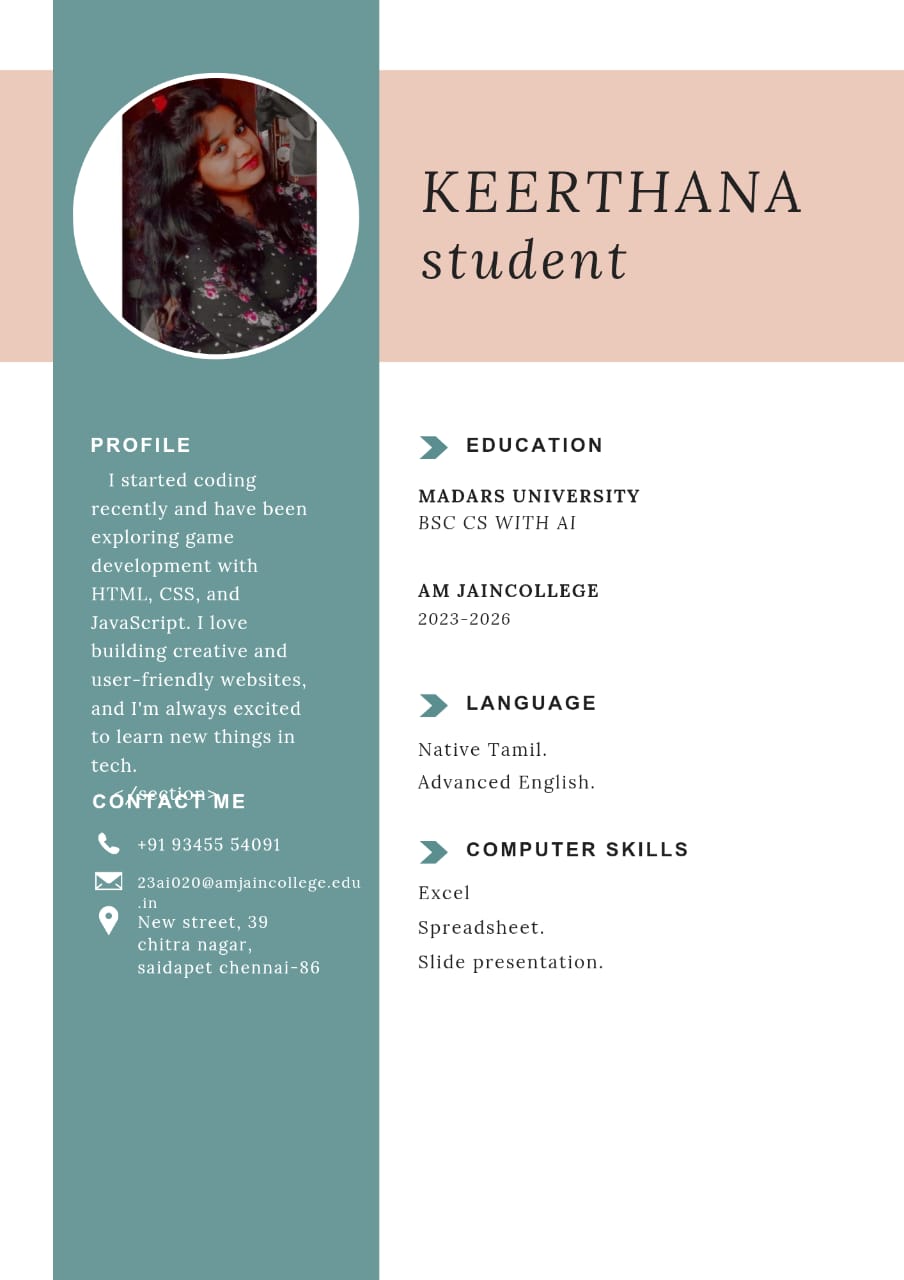 KEERTHANA
student
PROFILE
I started coding
recently and have been
exploring game
development with
HTML, CSS, and
JavaScript. I love
building creative and
user-friendly websites,
and I'm always excited
to learn new things in
tech.
</section>
CONTACT ME
+91 93455 54091
23ai020@amjaincollege.edu
.in
New street, 39
chitra nagar,
saidapet chennai-86
EDUCATION
MADARS UNIVERSITY
BSC CS WITH AI
AM JAINCOLLEGE
2023-2026
LANGUAGE
Native Tamil.
Advanced English.
COMPUTER SKILLS
Excel
Spreadsheet.
Slide presentation.